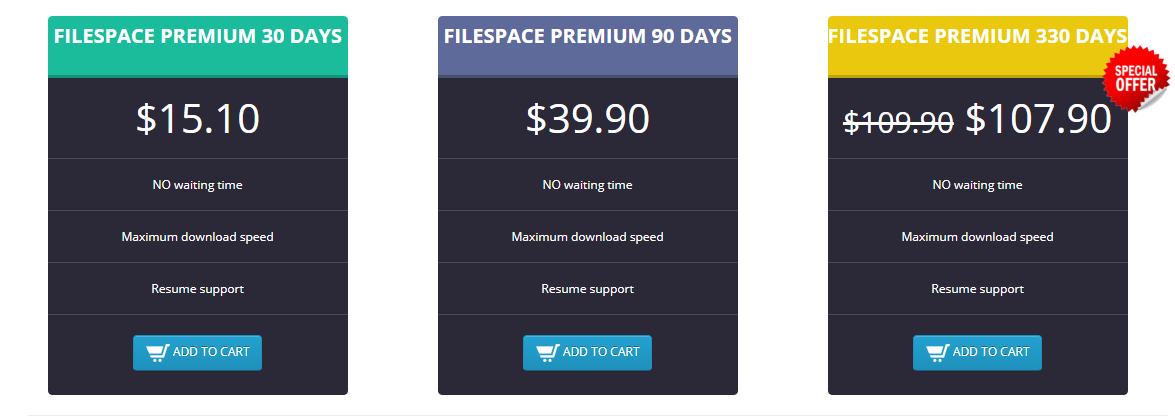 FILESPACE PREMIUM 30 DAYS
$15.10
NO waiting time
Maximum download speed
Resume support
ADD TO CART
FILESPACE PREMIUM 90 DAYS
$39.90
NO waiting time
Maximum download speed
Resume support
ADD TO CART
FILESPACE PREMIUM 330 DAYS
SPECIAL
OFFER
$109.90 $107.90
NO waiting time
Maximum download speed
Resume support
ADD TO CART